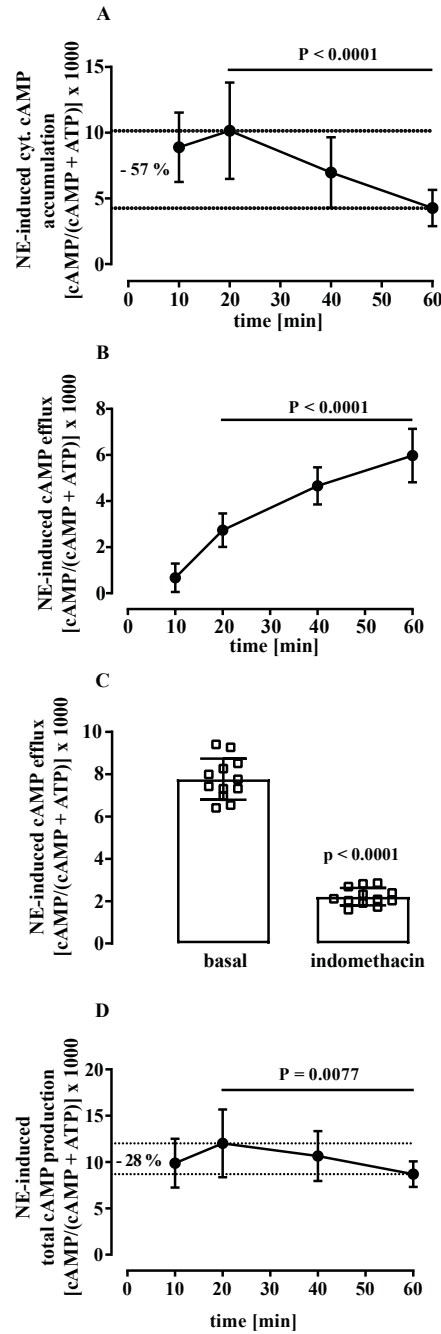 A
P < 0.0001
NE-induced cyt. cAMP
accumulation
[cAMP/(cAMP + ATP)] x 1000
15
10
5
0
- 57 %
0 10 20 30 40 50 60
time [min]
B
P < 0.0001
NE-induced cAMP efflux
[cAMP/(cAMP + ATP)] x 1000
8
6
4
2
0
0 10 20 30 40 50 60
time [min]
C
NE-induced cAMP efflux
[cAMP/(cAMP + ATP)] x 1000
10
8
6
4
2
0
p < 0.0001
basal indomethacin
D
P = 0.0077
NE-induced
total cAMP production
[cAMP/(cAMP + ATP)] x 1000
20
15
10
5
0
- 28 %
0 10 20 30 40 50 60
time [min]